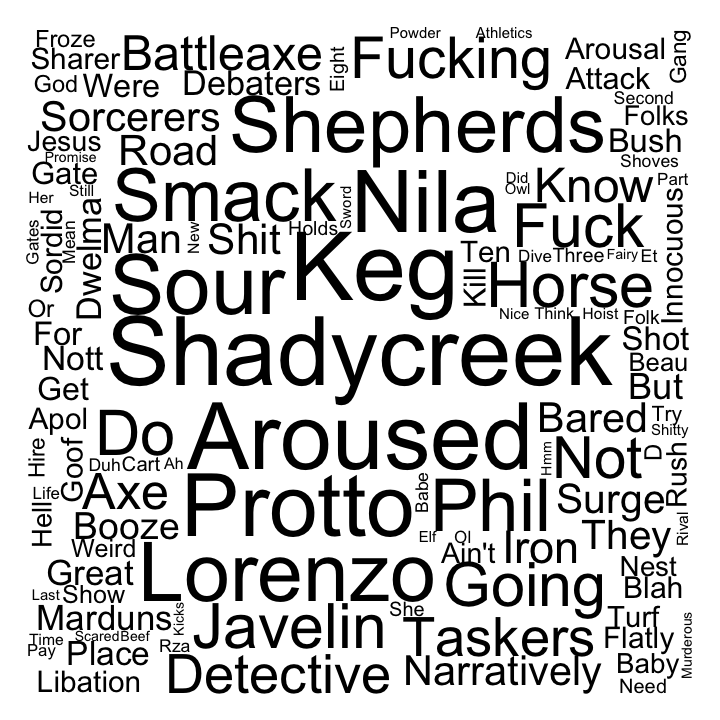 Froze
Powder
Athletics
Sharer
Battleaxe
Fucking
Arousal
Gang
God
Were
Debaters
Eight
Attack
Sorcerers
Shepherds
Second
Folks
Jesus
Road
Bush
Promise
Shoves
Gate
Still
Smack
Nila
Did
Owl
Know
Part
Her
Sordid
Mean
Dwelma
Sword
Fuck
Innocuous
Gates
Man
New
Shit
Holds
Keg
Ten
Dive
Three
Fairy
Et
Sour
Kill
Horse
Or
Nice
Think
Hoist
Folk
For
Shadycreek
Shot
Nott
Beau
Get
But
Apol
Do
Aroused
Bared
Try
Shitty
Hire
Goof
Duh
Cart
Ah
Hmm
Not
D
Rush
Life
Axe
Protto
Babe
Phil
Surge
Hell
Booze
Elf
Ol
Ain't
Iron
They
Rival
Weird
Great
Lorenzo
Going
Nest
Blah
Last
Show
Marduns
Kicks
Javelin
She
Taskers
Turf
Flatly
Murderous
Time
Scared
Beef
Pay
Place
Rza
Detective
Narratively
Baby
Libation
Need